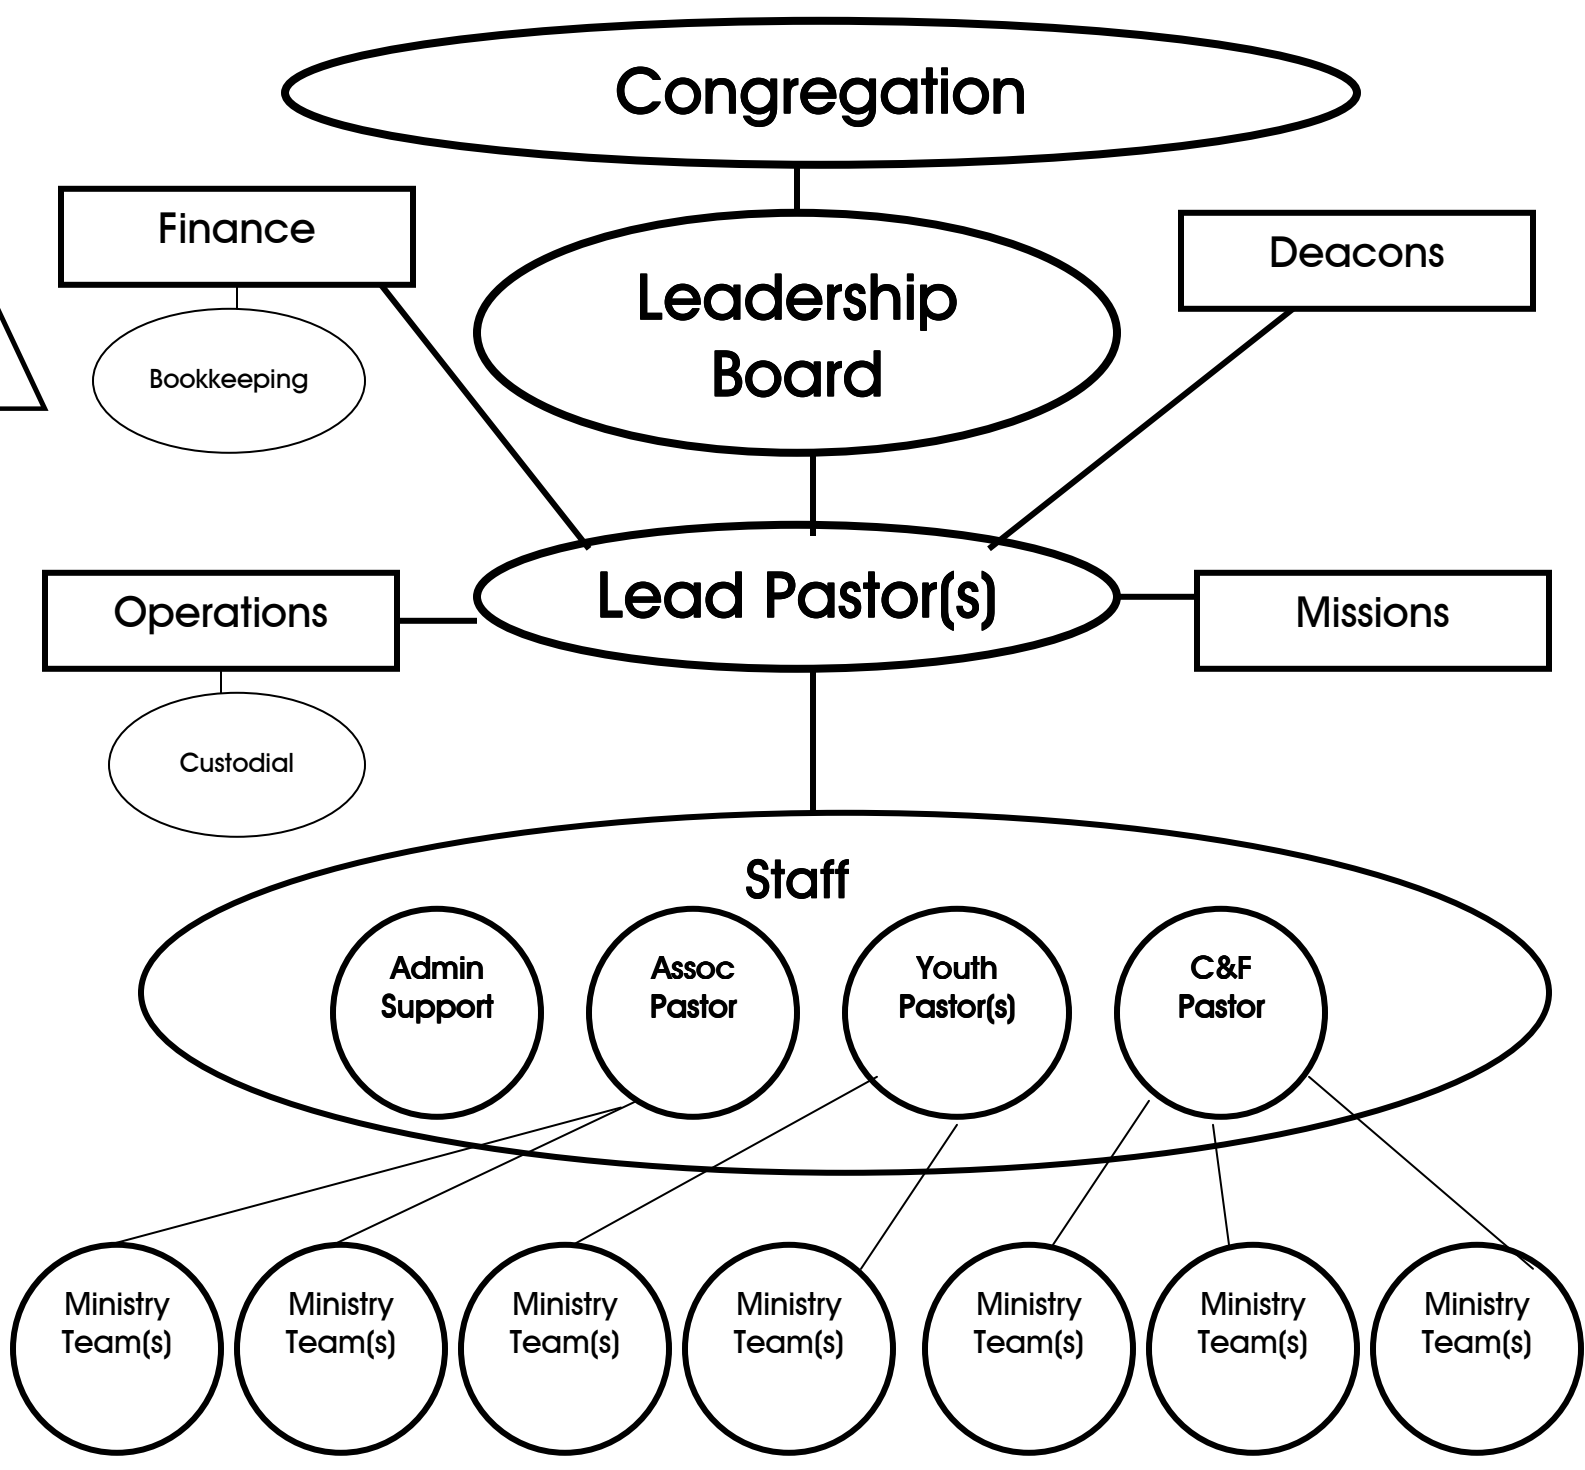 Congregation
Finance
Deacons
Leadership
Board
Bookkeeping
Lead Pastor(s)
Operations
Missions
Custodial
Staff
Admin
Support
Assoc
Pastor
Youth
Pastor(s)
C&F
Pastor
Ministry
Team(s)
Ministry
Team(s)
Ministry
Team(s)
Ministry
Team(s)
Ministry
Team(s)
Ministry
Team(s)
Ministry
Team(s)